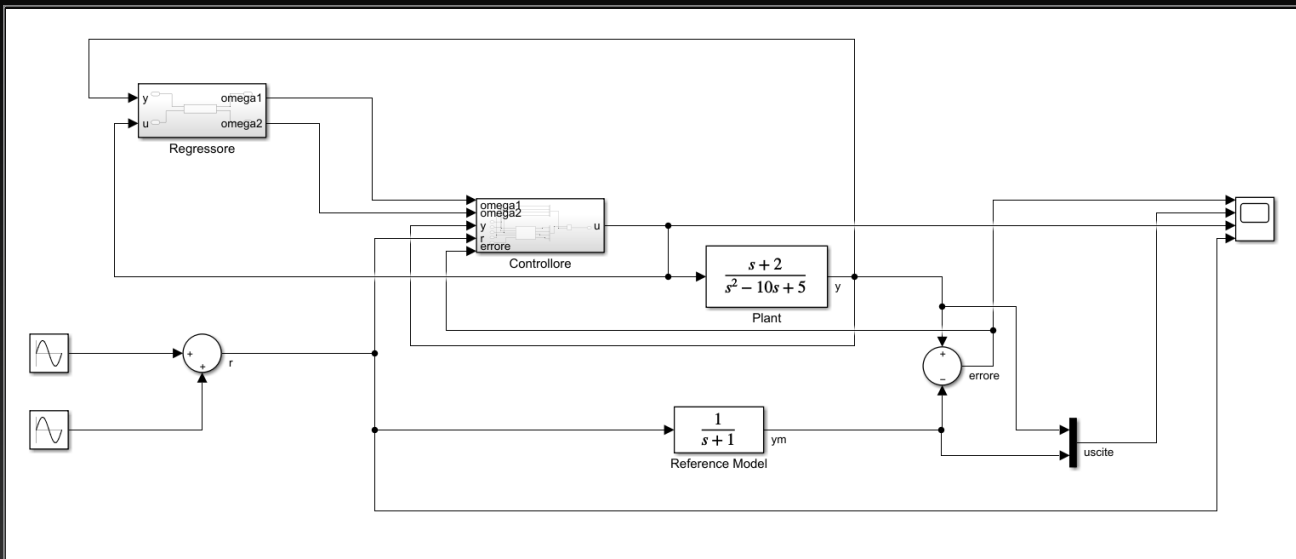 y
omega1
u
omega2
Regressore
omega1
omega2
y
r
errore
u
Controllore
s + 2
s² − 10s + 5
y
Plant
+
+
r
+
−
errore
1
s + 1
ym
Reference Model
uscite